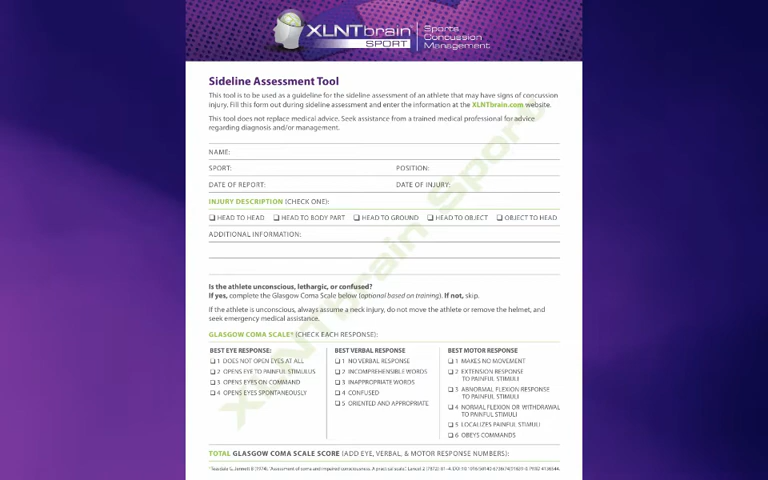 XLNTbrain
SPORT
Sports
Concussion
Management
Sideline Assessment Tool
This tool is to be used as a guideline for the sideline assessment of an athlete that may have signs of concussion
injury. Fill this form out during sideline assessment and enter the information at the XLNTbrain.com website.
This tool does not replace medical advice. Seek assistance from a trained medical professional for advice
regarding diagnosis and/or management.
NAME:
SPORT: POSITION:
DATE OF REPORT: DATE OF INJURY:
INJURY DESCRIPTION (CHECK ONE):
HEAD TO HEAD HEAD TO BODY PART HEAD TO GROUND HEAD TO OBJECT OBJECT TO HEAD
ADDITIONAL INFORMATION:
Is the athlete unconscious, lethargic, or confused?
If yes, complete the Glasgow Coma Scale below (optional based on training). If not, skip.
If the athlete is unconscious, always assume a neck injury, do not move the athlete or remove the helmet, and
seek emergency medical assistance.
GLASGOW COMA SCALE* (CHECK EACH RESPONSE):
BEST EYE RESPONSE:
1 DOES NOT OPEN EYES AT ALL
2 OPENS EYE TO PAINFUL STIMULUS
3 OPENS EYES ON COMMAND
4 OPENS EYES SPONTANEOUSLY
BEST VERBAL RESPONSE
1 NO VERBAL RESPONSE
2 INCOMPREHENSIBLE WORDS
3 INAPPROPRIATE WORDS
4 CONFUSED
5 ORIENTED AND APPROPRIATE
BEST MOTOR RESPONSE
1 MAKES NO MOVEMENT
2 EXTENSION RESPONSE
TO PAINFUL STIMULI
3 ABNORMAL FLEXION RESPONSE
TO PAINFUL STIMULI
4 NORMAL FLEXION OR WITHDRAWAL
TO PAINFUL STIMULI
5 LOCALIZES PAINFUL STIMULI
6 OBEYS COMMANDS
TOTAL GLASGOW COMA SCALE SCORE (ADD EYE, VERBAL, & MOTOR RESPONSE NUMBERS):
XLNTbrain Sport